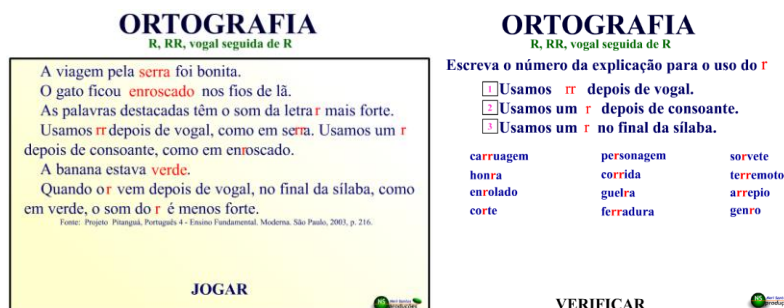 ORTOGRAFIA
R, RR, vogal seguida de R
A viagem pela serra foi bonita.
O gato ficou enroscado nos fios de lã.
As palavras destacadas têm o som da letra r mais forte.
Usamos rr depois de vogal, como em serra. Usamos um r
depois de consoante, como em enroscado.
A banana estava verde.
Quando o r vem depois de vogal, no final da sílaba, como
em verde, o som do r é menos forte.
Fonte: Projeto Pitanguá, Português 4 - Ensino Fundamental. Moderna. São Paulo, 2003, p. 216.
JOGAR
ORTOGRAFIA
R, RR, vogal seguida de R
Escreva o número da explicação para o uso do r
1 Usamos rr depois de vogal.
2 Usamos um r depois de consoante.
3 Usamos um r no final da sílaba.
carruagem personagem sorvete
honra corrida terremoto
enrolado guelra arrepio
corte ferradura genro
VERIFICAR